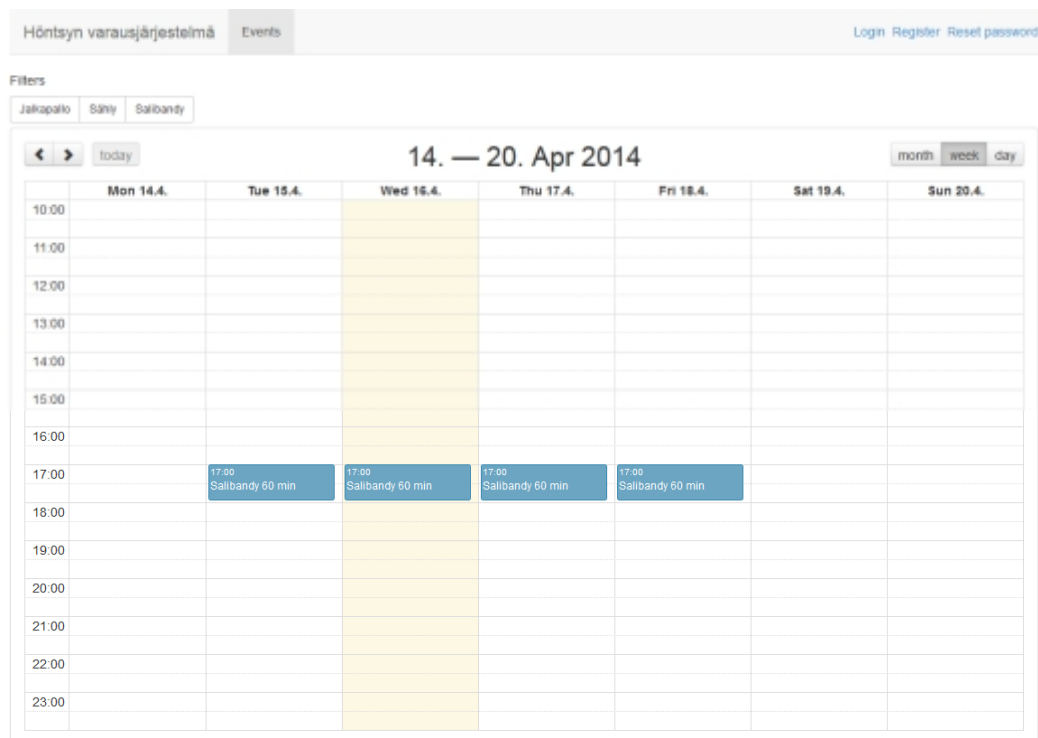 Höntsyn varausjärjestelmä Events Login Register Reset password
Filters
Jalkapallo Sähly Salibandy
today 14. — 20. Apr 2014 month week day
Mon 14.4. Tue 15.4. Wed 16.4. Thu 17.4. Fri 18.4. Sat 19.4. Sun 20.4.
10:00
11:00
12:00
13:00
14:00
15:00
16:00
17:00 17:00 17:00 17:00 17:00
Salibandy 60 min Salibandy 60 min Salibandy 60 min Salibandy 60 min
18:00
19:00
20:00
21:00
22:00
23:00